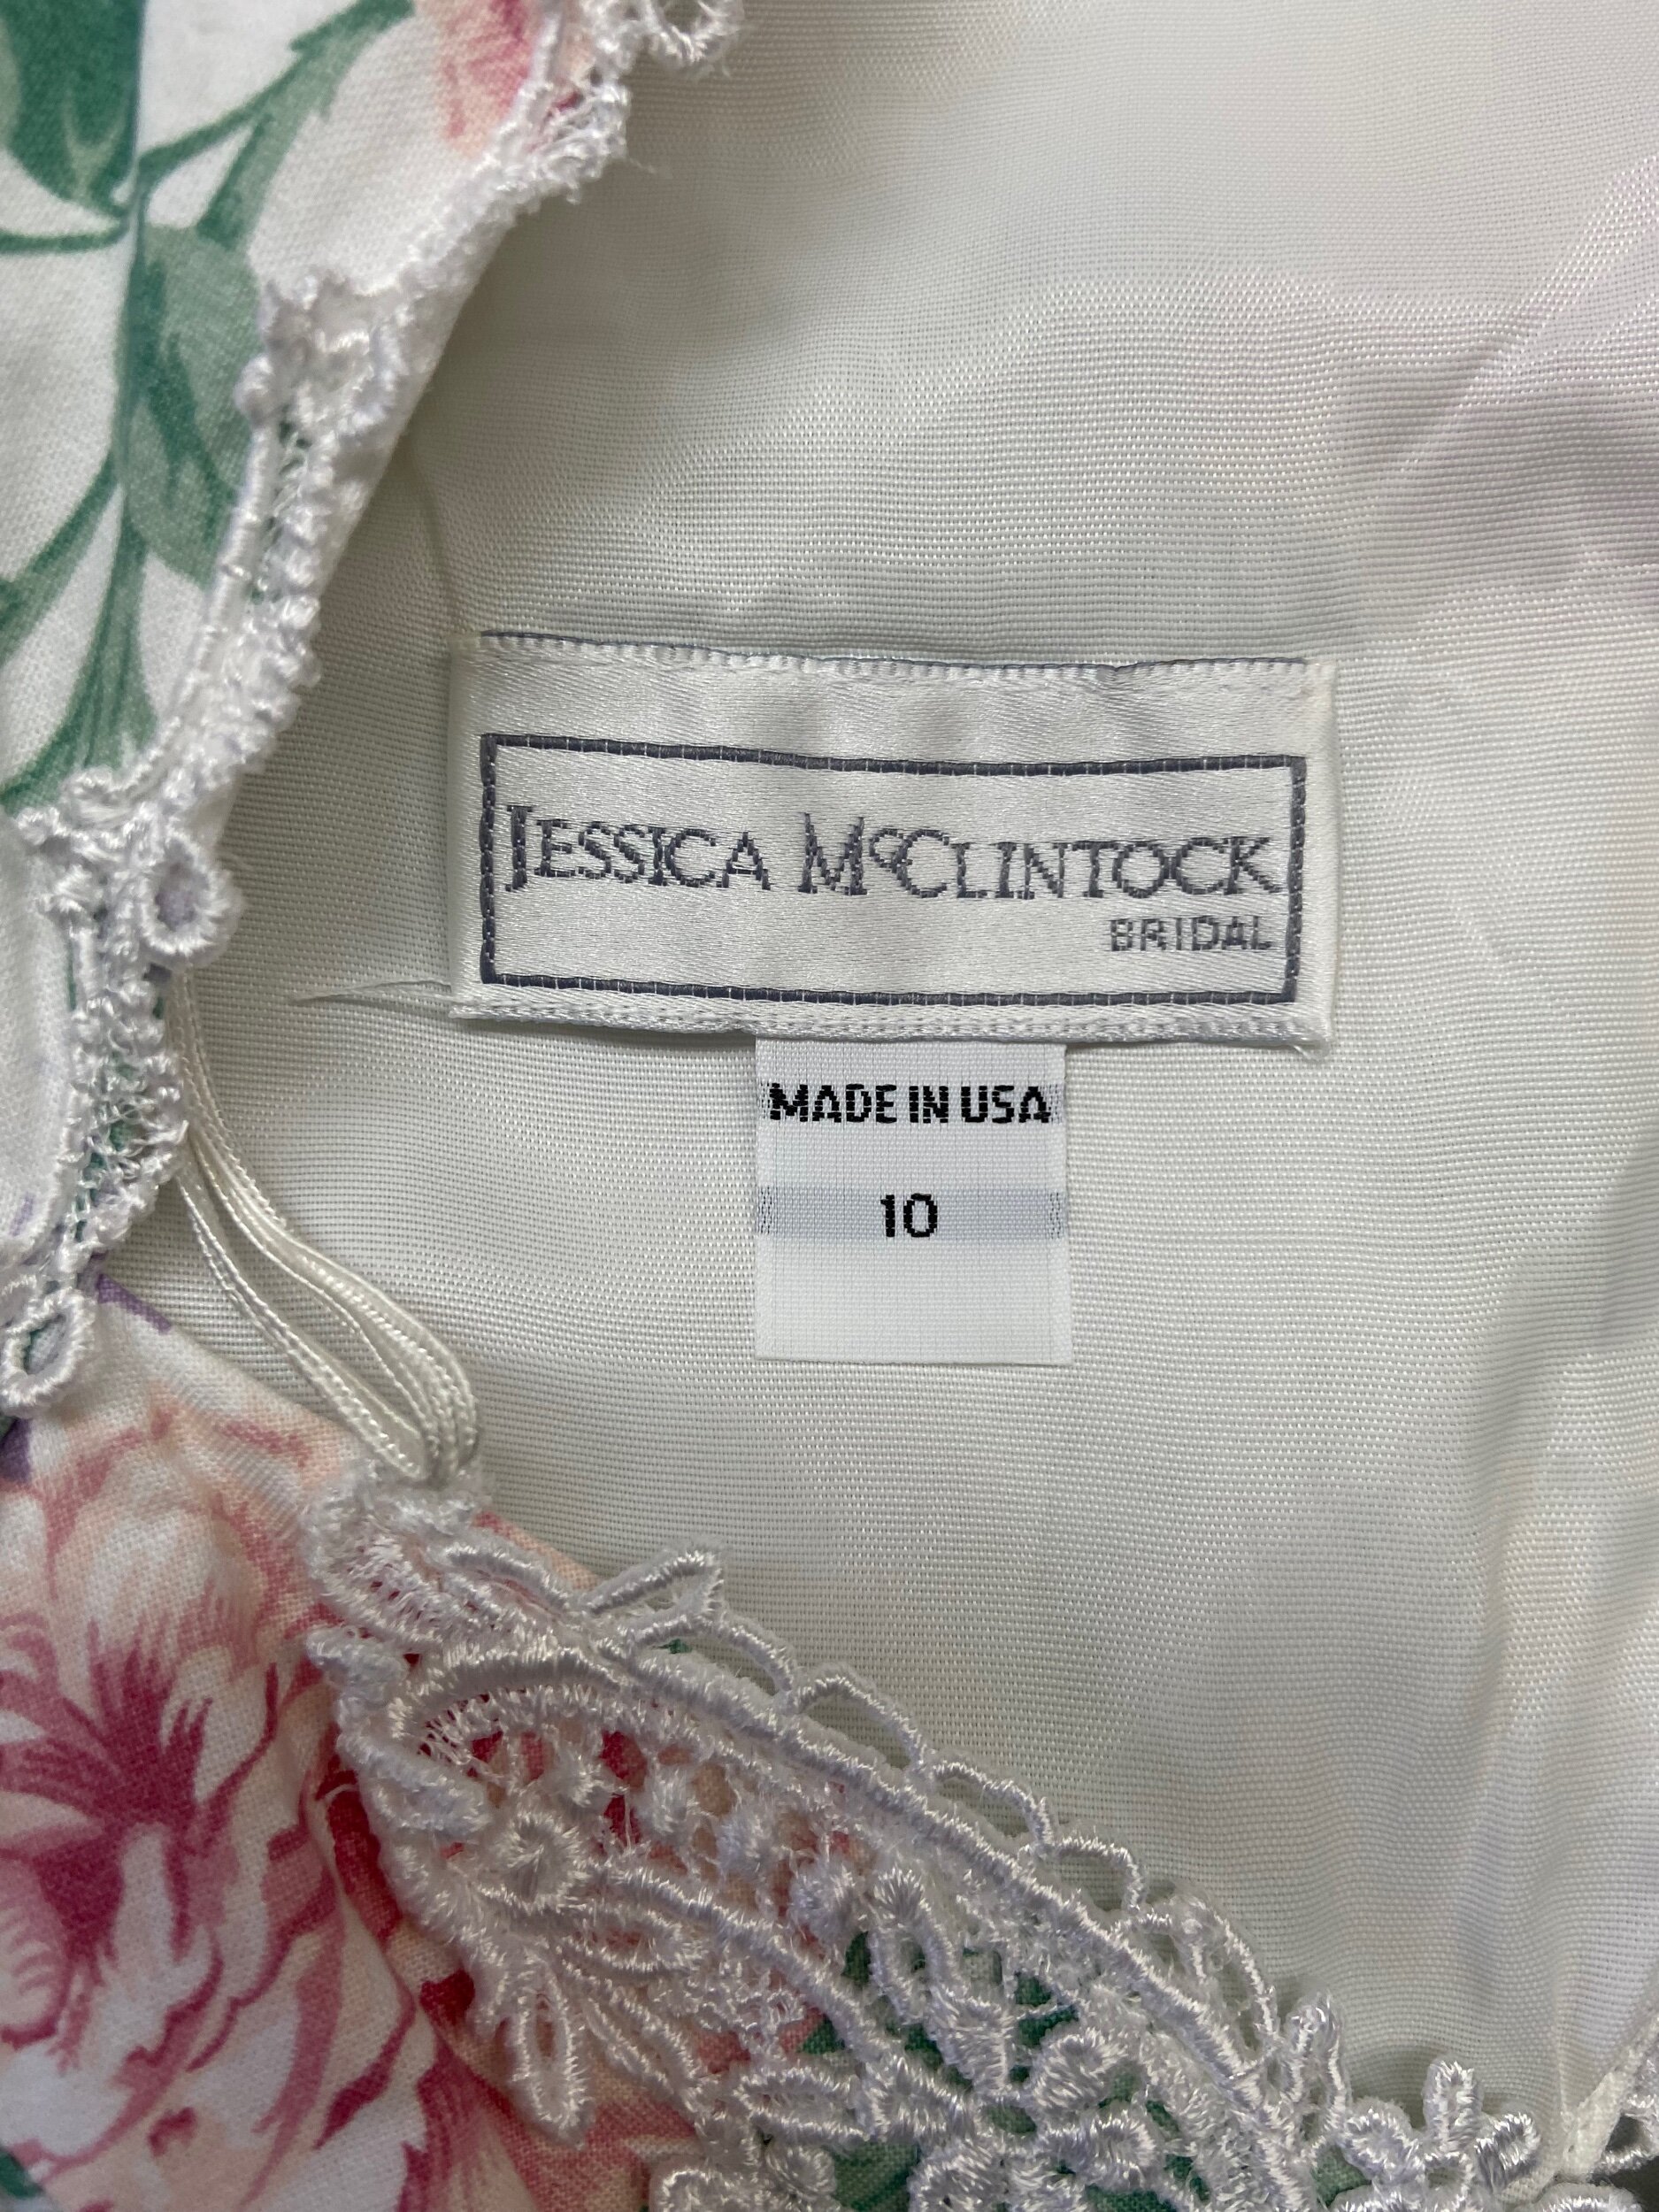 JESSICA McCLINTOCK
BRIDAL
MADE IN USA
10